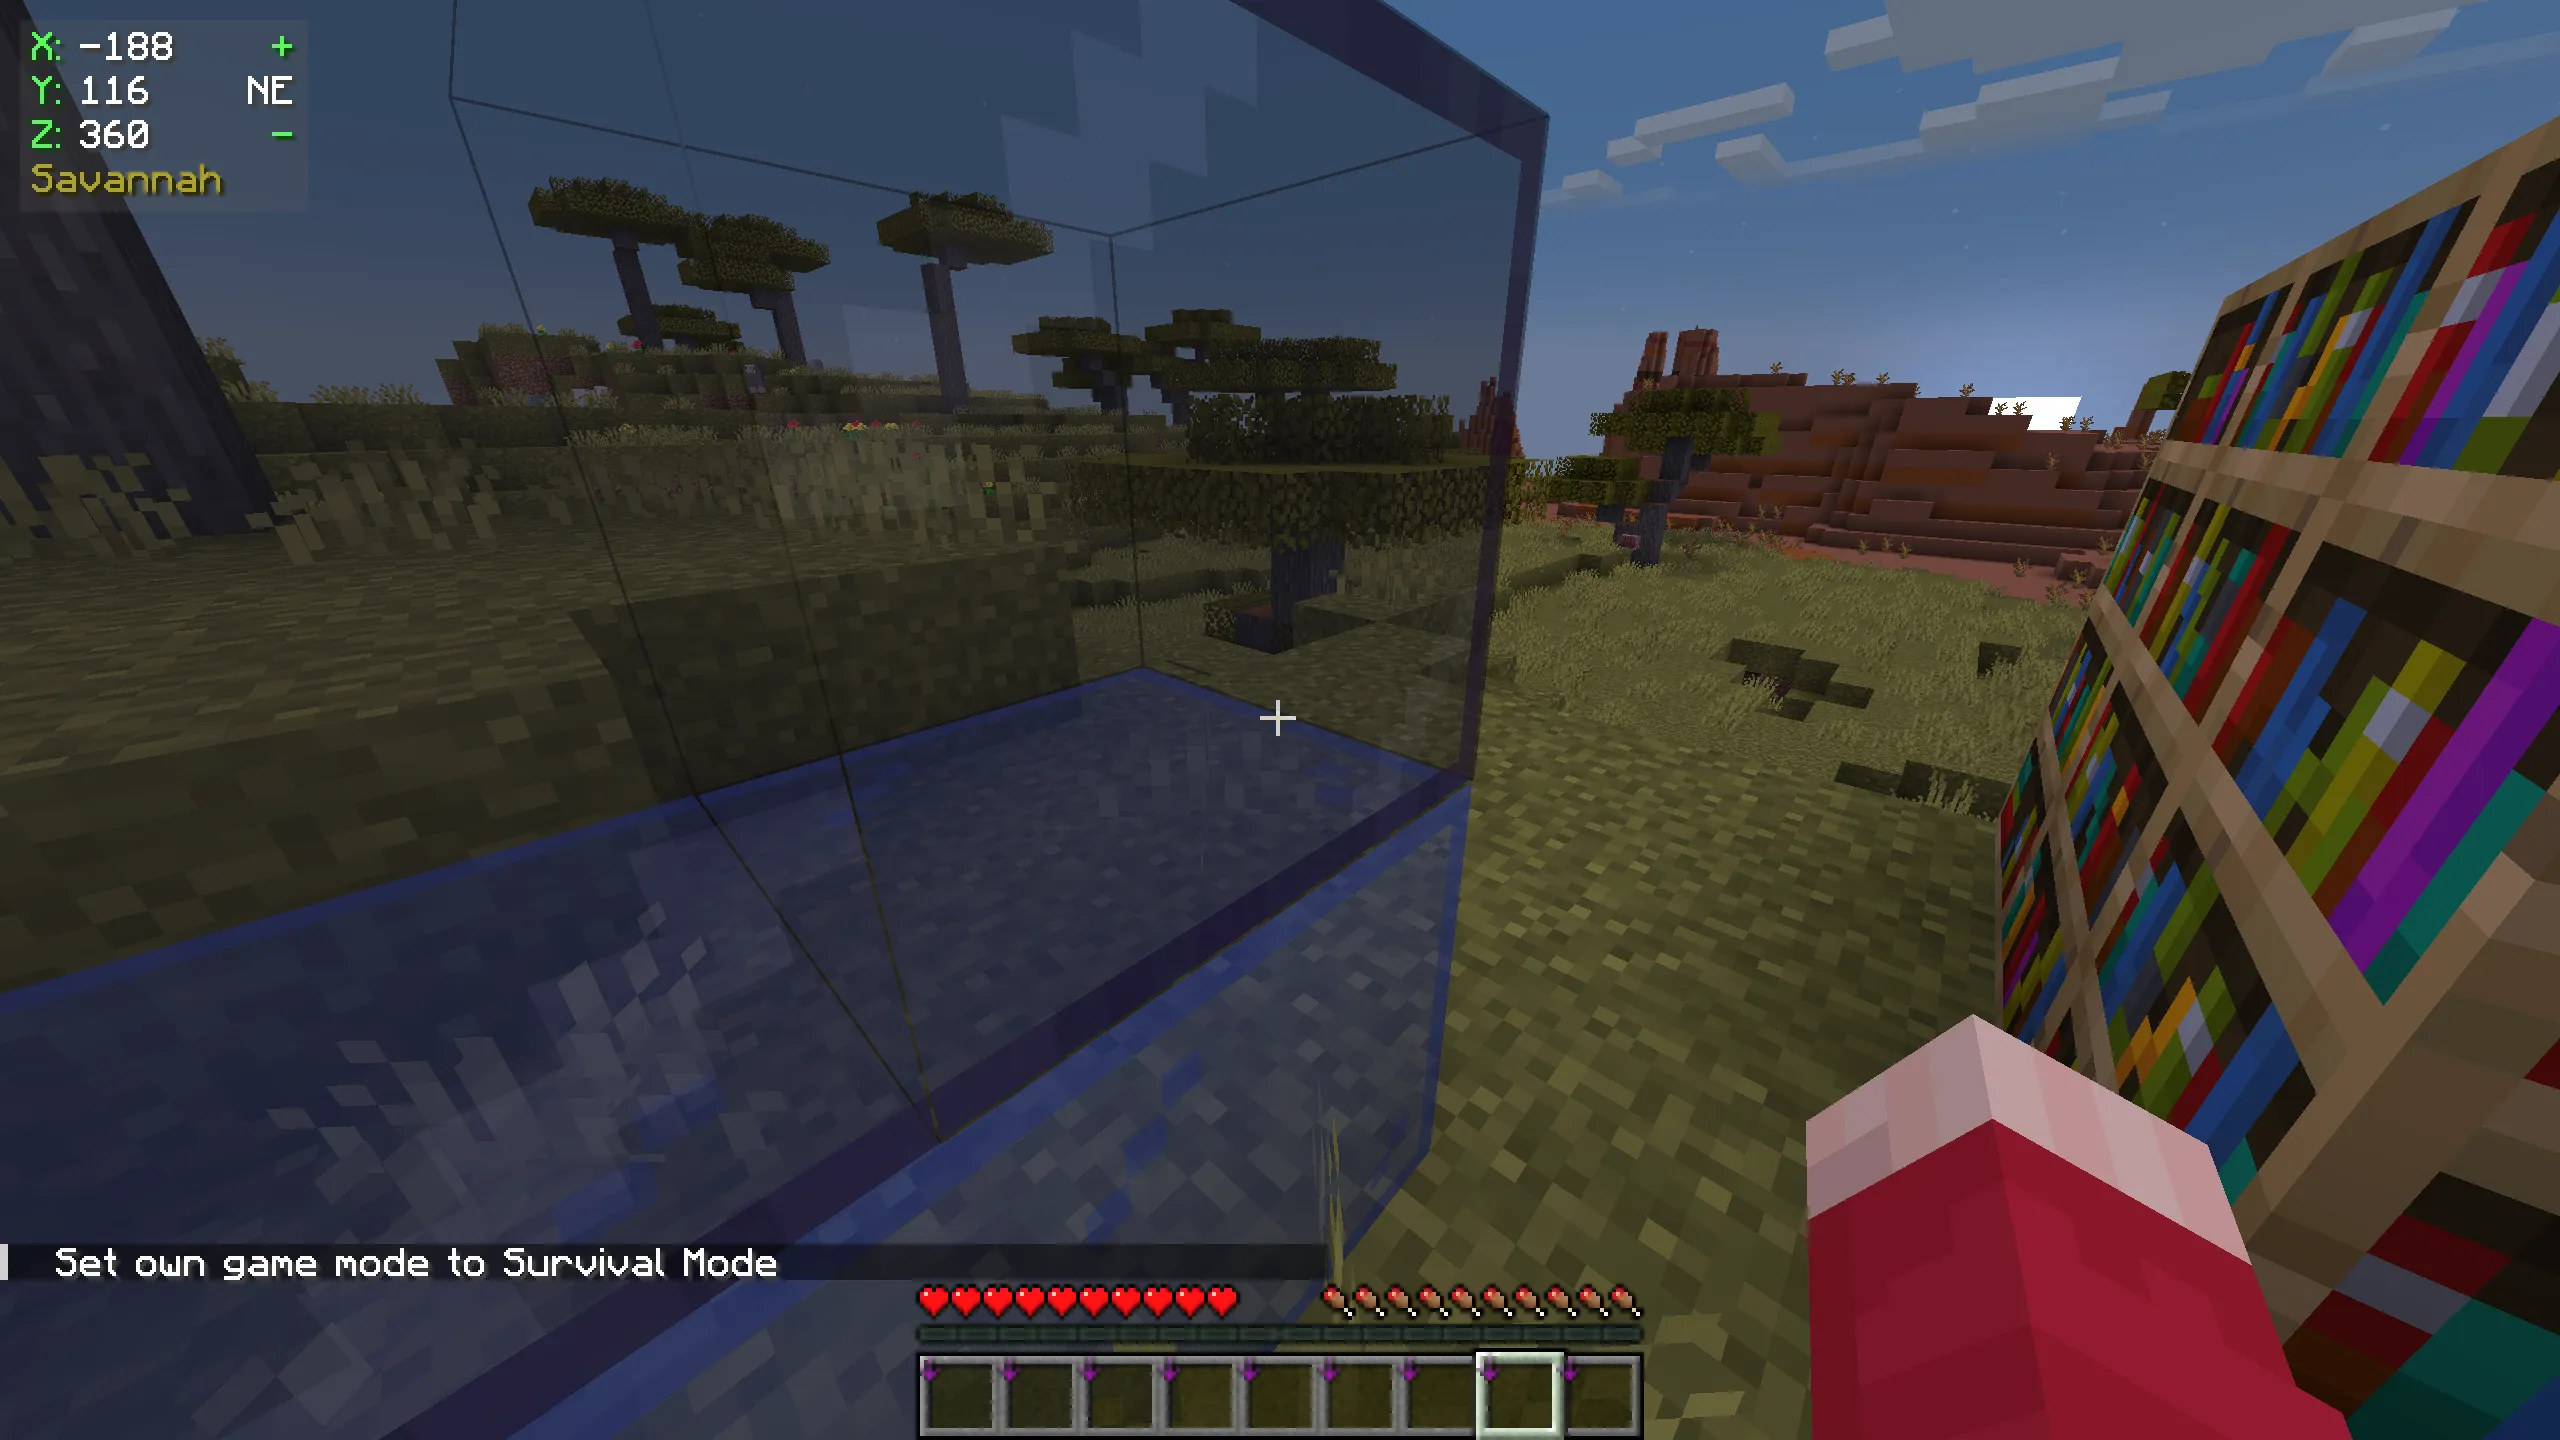 X: -188 +
Y: 116 NE
Z: 360 -
Savannah
Set own game mode to Survival Mode